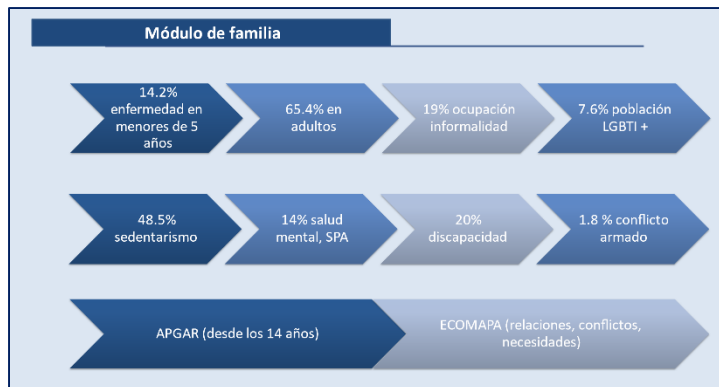 Módulo de familia
14.2%
enfermedad en
menores de 5
años
65.4% en
adultos
19% ocupación
informalidad
7.6% población
LGBTI +
48.5%
sedentarismo
14% salud
mental, SPA
20%
discapacidad
1.8 % conflicto
armado
APGAR (desde los 14 años)
ECOMAPA (relaciones, conflictos,
necesidades)